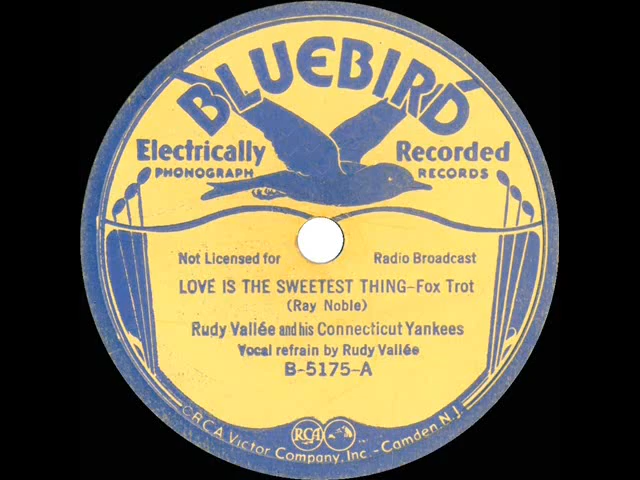 BLUEBIRD
Electrically Recorded
PHONOGRAPH RECORDS
Not Licensed for Radio Broadcast
LOVE IS THE SWEETEST THING-Fox Trot
(Ray Noble)
Rudy Vallée and his Connecticut Yankees
Vocal refrain by Rudy Vallée
B-5175-A
RCA
RCA Victor Company, Inc. - Camden, N.J.